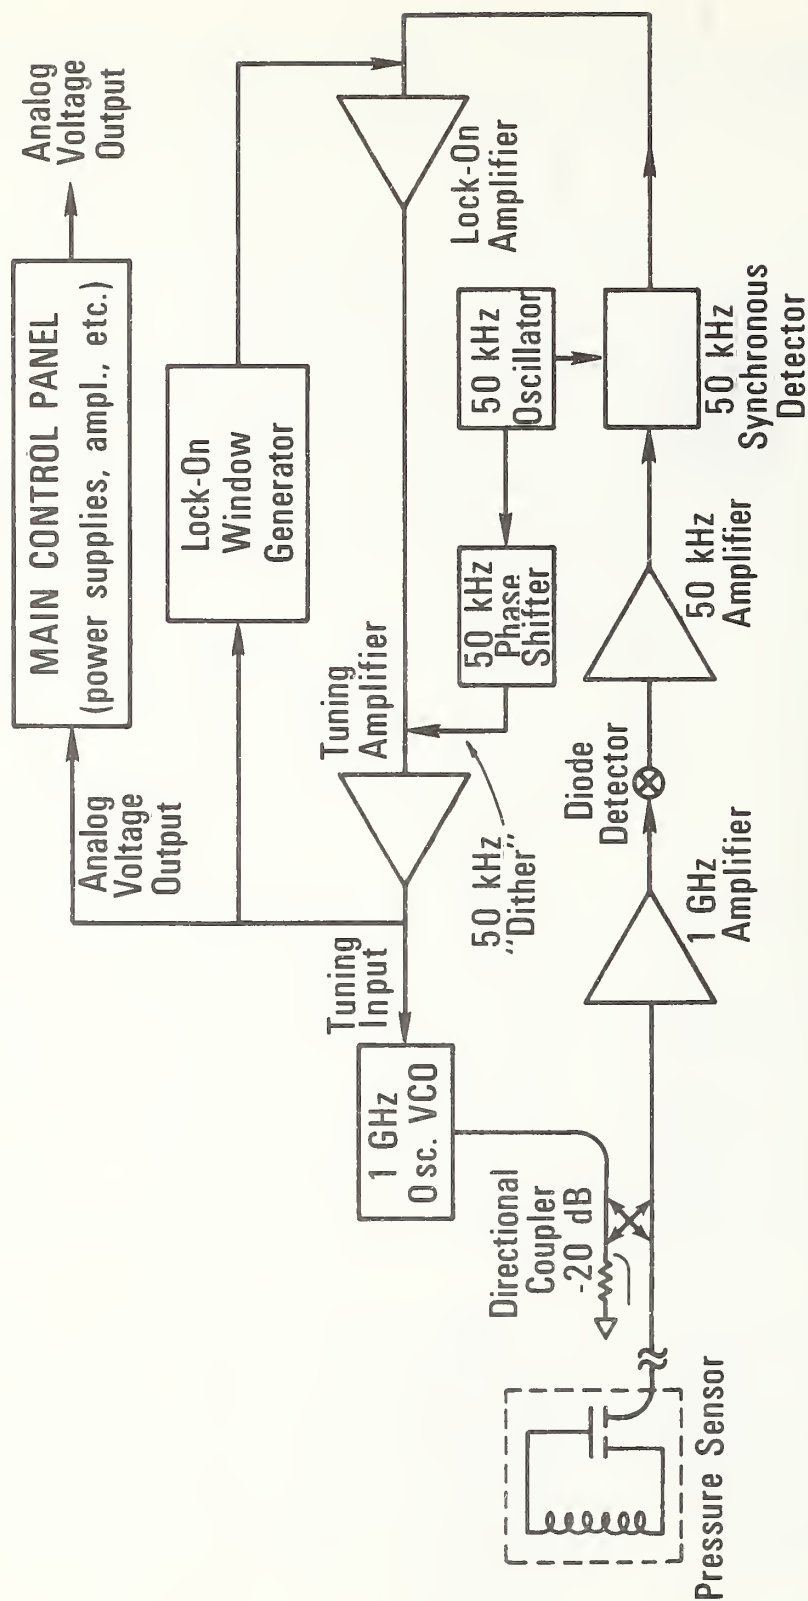 MAIN CONTROL PANEL
(power supplies, ampl., etc.)
Analog
Voltage
Output
Analog
Voltage
Output
Lock-On
Window
Generator
Tuning
Input
Tuning
Amplifier
Lock-On
Amplifier
1 GHz
Osc. VCO
50 kHz
"Dither"
50 kHz
Phase
Shifter
50 kHz
Oscillator
Directional
Coupler
-20 dB
Diode
Detector
Pressure Sensor
1 GHz
Amplifier
50 kHz
Amplifier
50 kHz
Synchronous
Detector